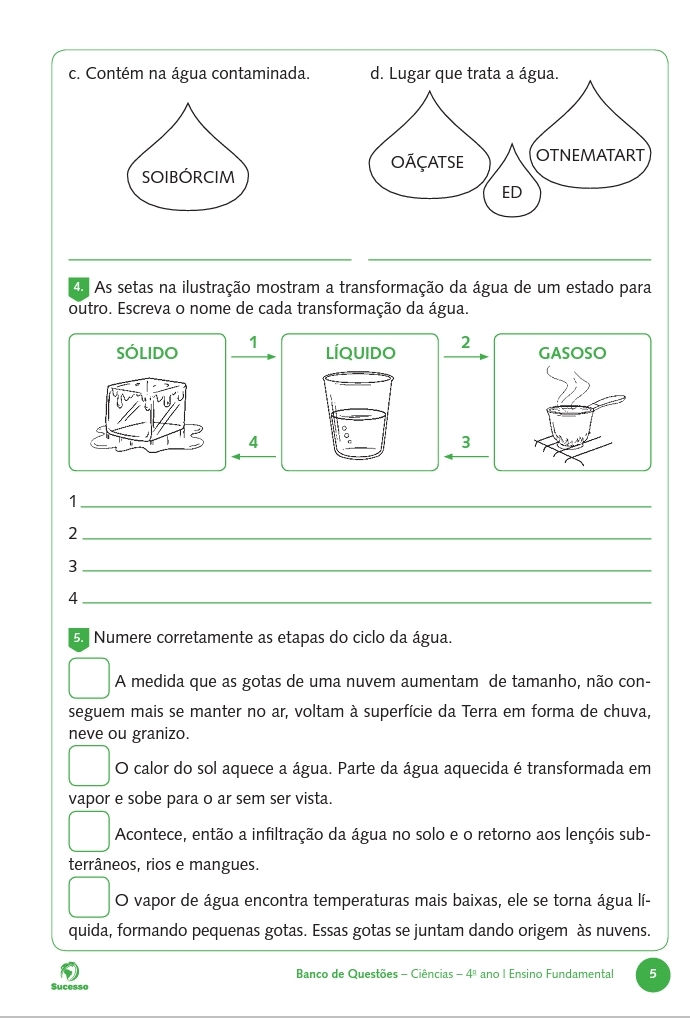 c. Contém na água contaminada.
d. Lugar que trata a água.
SOIBÓRCIM
OÃÇATSE
ED
OTNEMATART
4. As setas na ilustração mostram a transformação da água de um estado para
outro. Escreva o nome de cada transformação da água.
SÓLIDO
1
LÍQUIDO
2
GASOSO
4
3
1
2
3
4
5. Numere corretamente as etapas do ciclo da água.
A medida que as gotas de uma nuvem aumentam de tamanho, não con-
seguem mais se manter no ar, voltam à superfície da Terra em forma de chuva,
neve ou granizo.
O calor do sol aquece a água. Parte da água aquecida é transformada em
vapor e sobe para o ar sem ser vista.
Acontece, então a infiltração da água no solo e o retorno aos lençóis sub-
terrâneos, rios e mangues.
O vapor de água encontra temperaturas mais baixas, ele se torna água lí-
quida, formando pequenas gotas. Essas gotas se juntam dando origem às nuvens.
Sucesso
Banco de Questões – Ciências – 4º ano I Ensino Fundamental
5